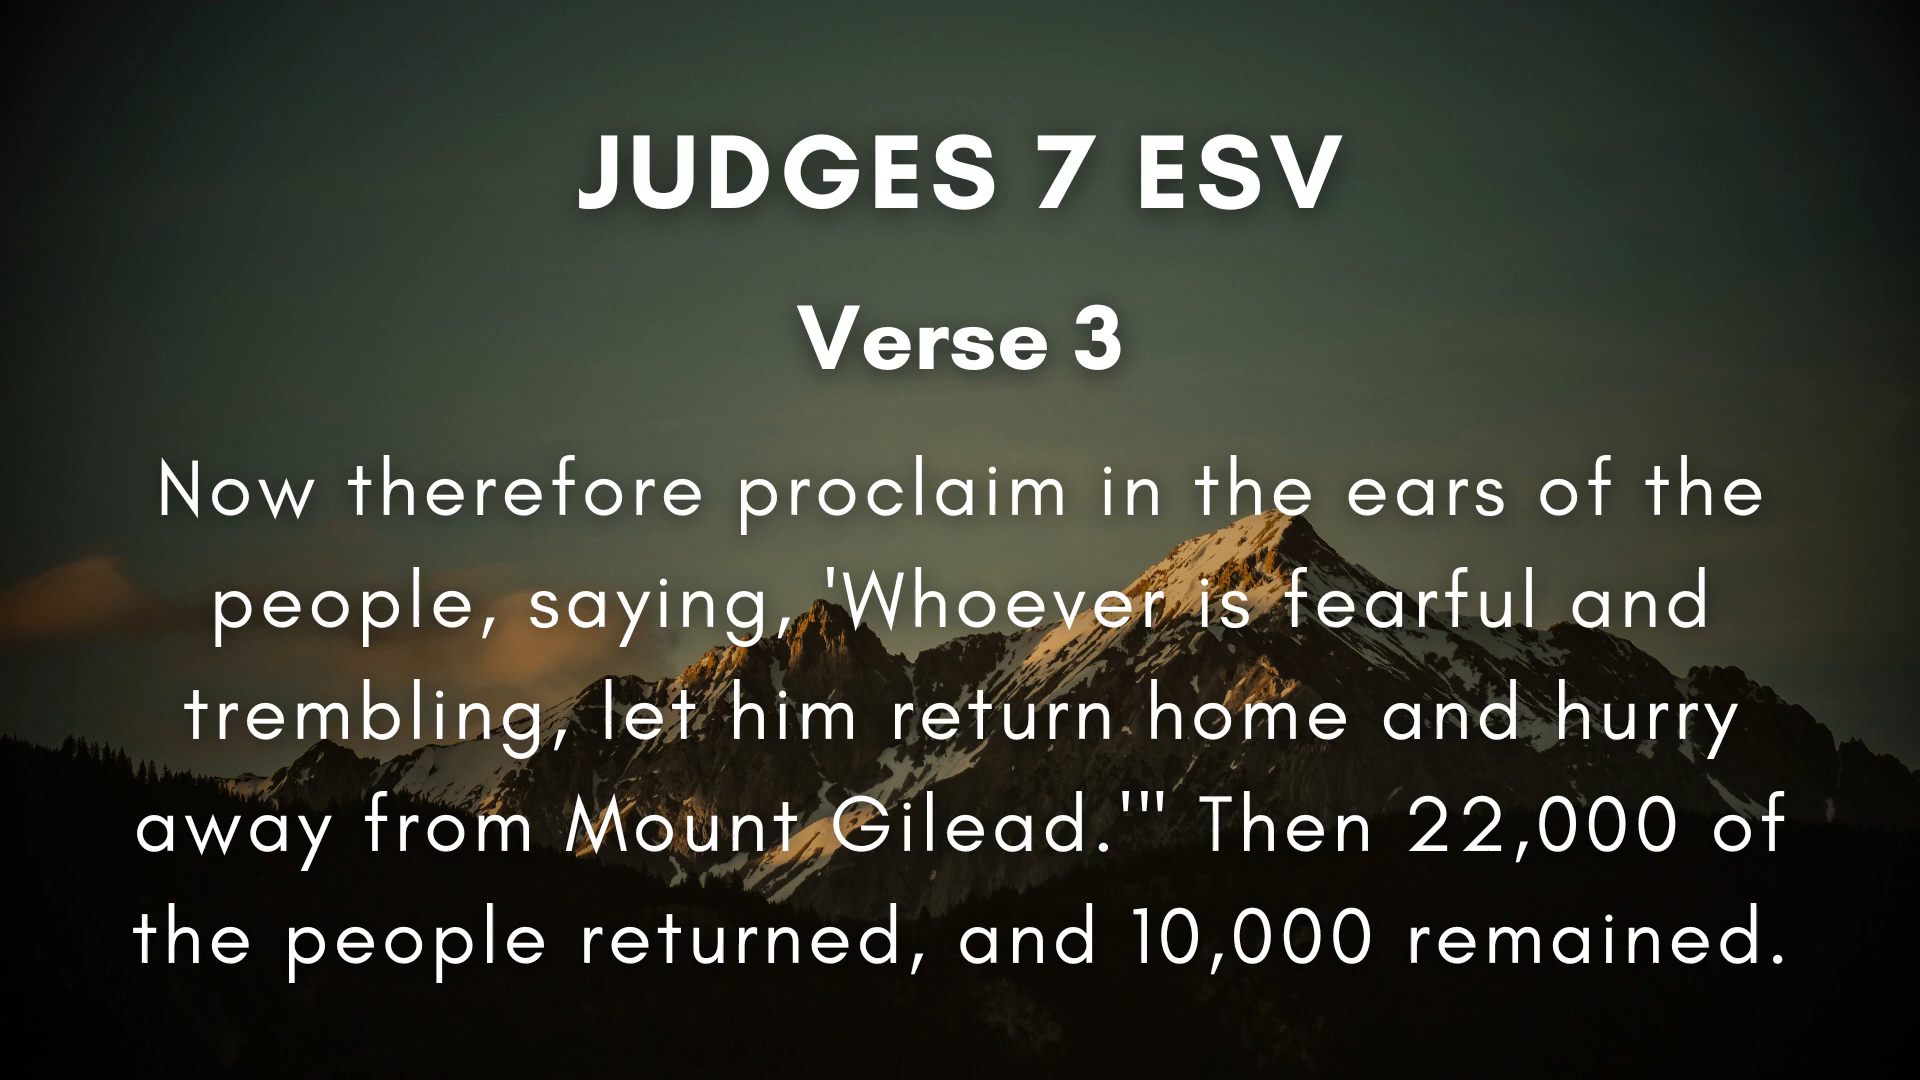 JUDGES 7 ESV
Verse 3
Now therefore proclaim in the ears of the
people, saying, 'Whoever is fearful and
trembling, let him return home and hurry
away from Mount Gilead.'" Then 22,000 of
the people returned, and 10,000 remained.